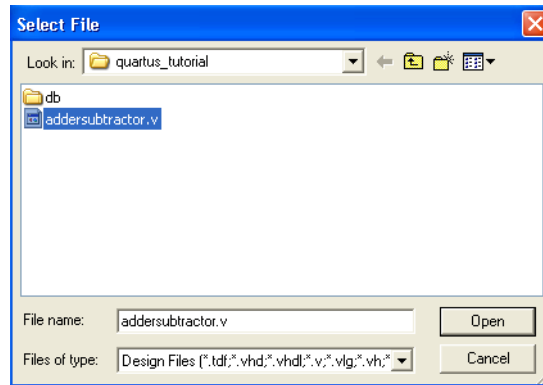 Select File
Look in: quartus_tutorial
db
addersubtractor.v
File name: addersubtractor.v Open
Files of type: Design Files (*.tdf;*.vhd;*.vhdl;*.v;*.vlg;*.vh;* Cancel